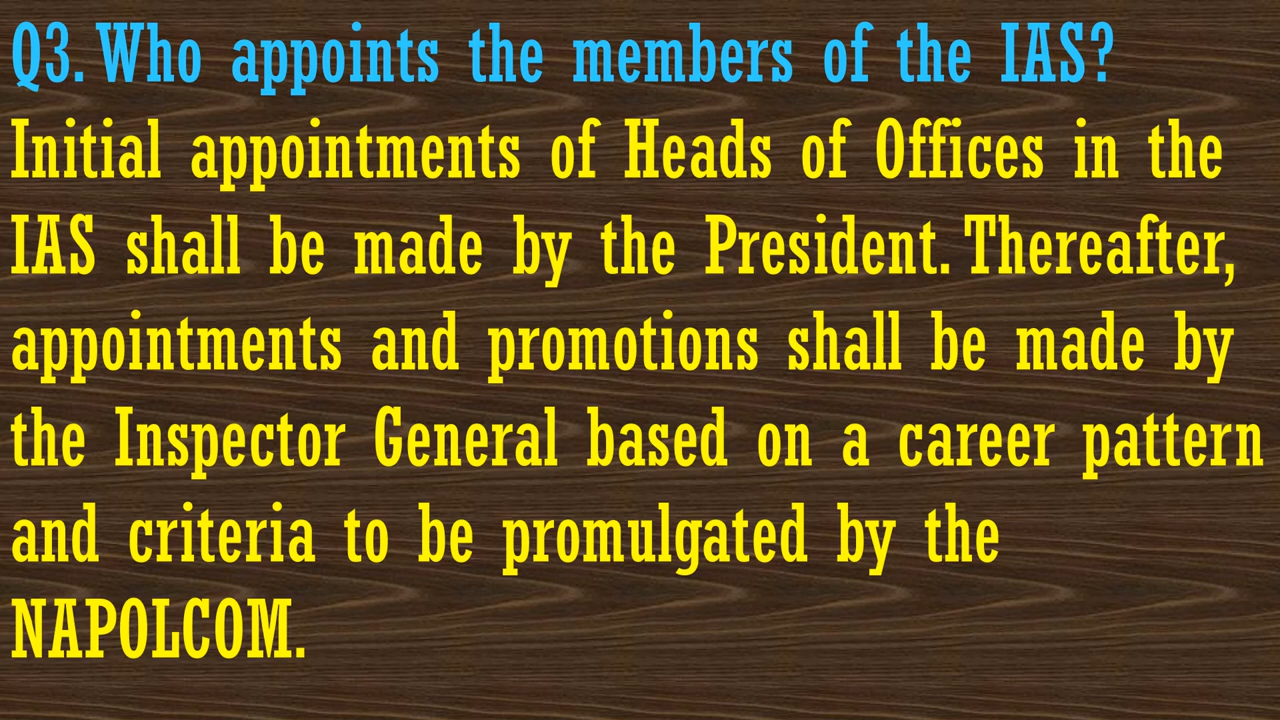 Q3. Who appoints the members of the IAS?
Initial appointments of Heads of Offices in the
IAS shall be made by the President. Thereafter,
appointments and promotions shall be made by
the Inspector General based on a career pattern
and criteria to be promulgated by the
NAPOLCOM.